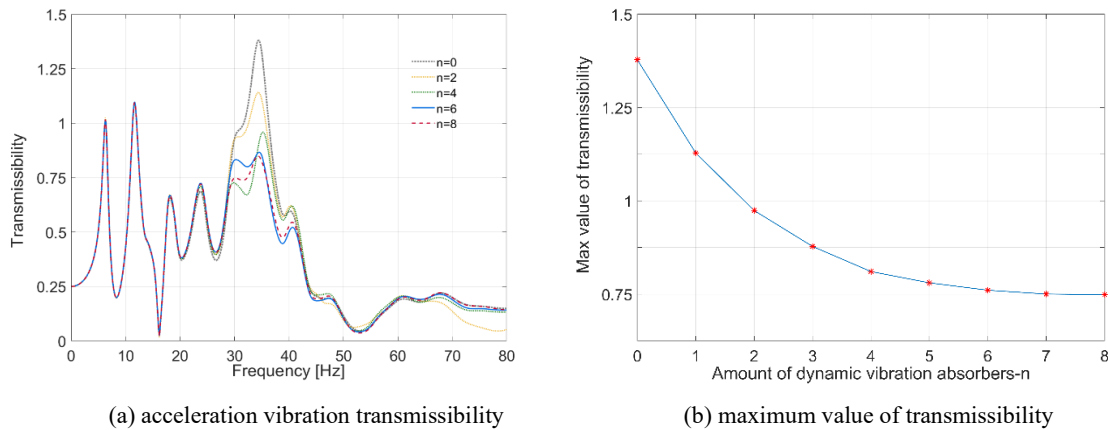 1.5
1.25
1
0.75
0.5
0.25
0
Transmissibility
n=0
n=2
n=4
n=6
n=8
0 10 20 30 40 50 60 70 80
Frequency [Hz]
(a) acceleration vibration transmissibility
1.5
1.25
1
0.75
Max value of transmissibility
0 1 2 3 4 5 6 7 8
Amount of dynamic vibration absorbers-n
(b) maximum value of transmissibility